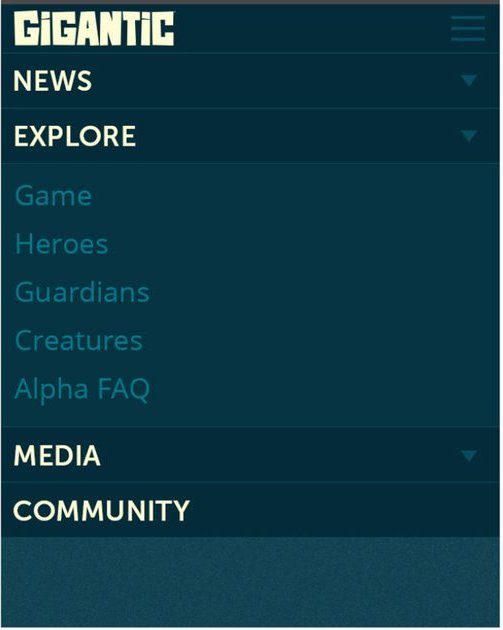 GiGANTiC
NEWS
EXPLORE
Game
Heroes
Guardians
Creatures
Alpha FAQ
MEDIA
COMMUNITY